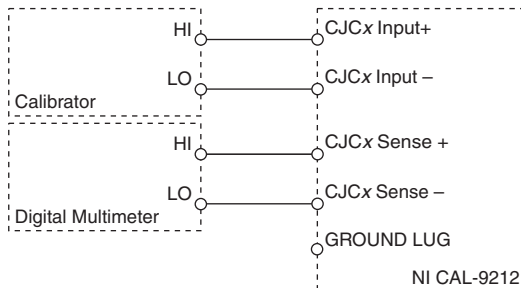 HI
CJCx Input+
LO
CJCx Input –
Calibrator
HI
CJCx Sense +
LO
CJCx Sense –
Digital Multimeter
GROUND LUG
NI CAL-9212